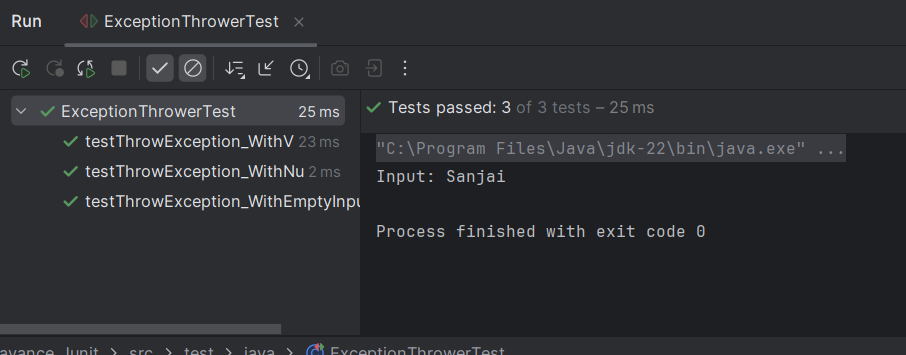 Run ExceptionThrowerTest
ExceptionThrowerTest 25 ms
testThrowException_WithV 23 ms
testThrowException_WithNu 2 ms
testThrowException_WithEmptyInpu
Tests passed: 3 of 3 tests – 25 ms
"C:\Program Files\Java\jdk-22\bin\java.exe" ...
Input: Sanjai
Process finished with exit code 0
src > test > java > ExceptionThrowerTest